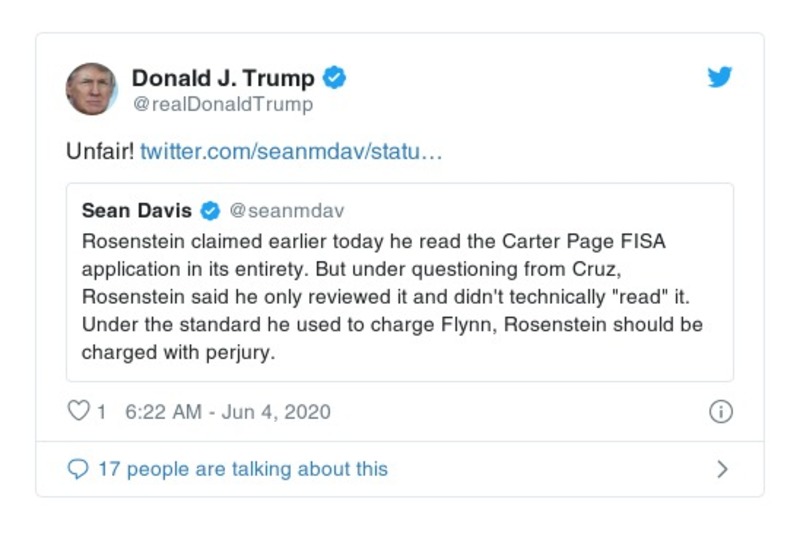 Donald J. Trump
@realDonaldTrump
Unfair! twitter.com/seanmdav/statu…
Sean Davis @seanmdav
Rosenstein claimed earlier today he read the Carter Page FISA
application in its entirety. But under questioning from Cruz,
Rosenstein said he only reviewed it and didn't technically "read" it.
Under the standard he used to charge Flynn, Rosenstein should be
charged with perjury.
1 6:22 AM - Jun 4, 2020
17 people are talking about this